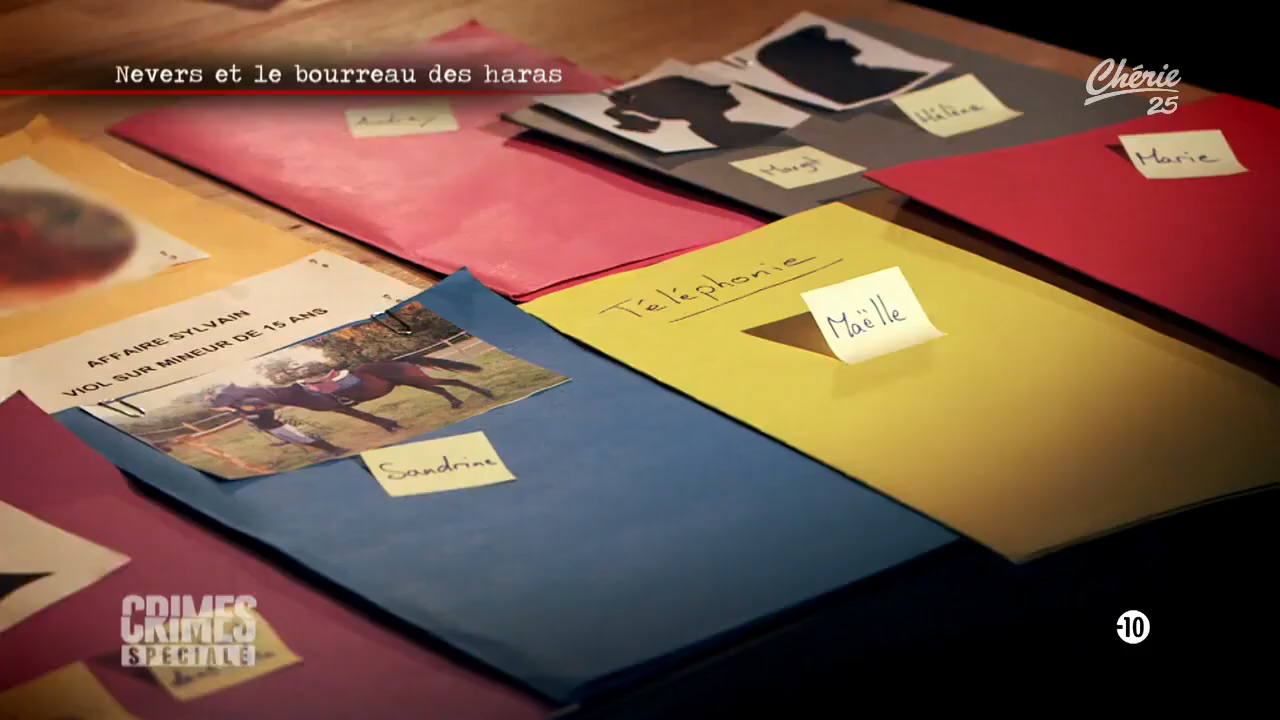 Nevers et le bourreau des haras
Chérie
25
Hélène
Margot
Marie
Téléphonie
Maëlle
AFFAIRE SYLVAIN
VIOL SUR MINEUR DE 15 ANS
Sandrine
CRIMES
SPÉCIALE
-10